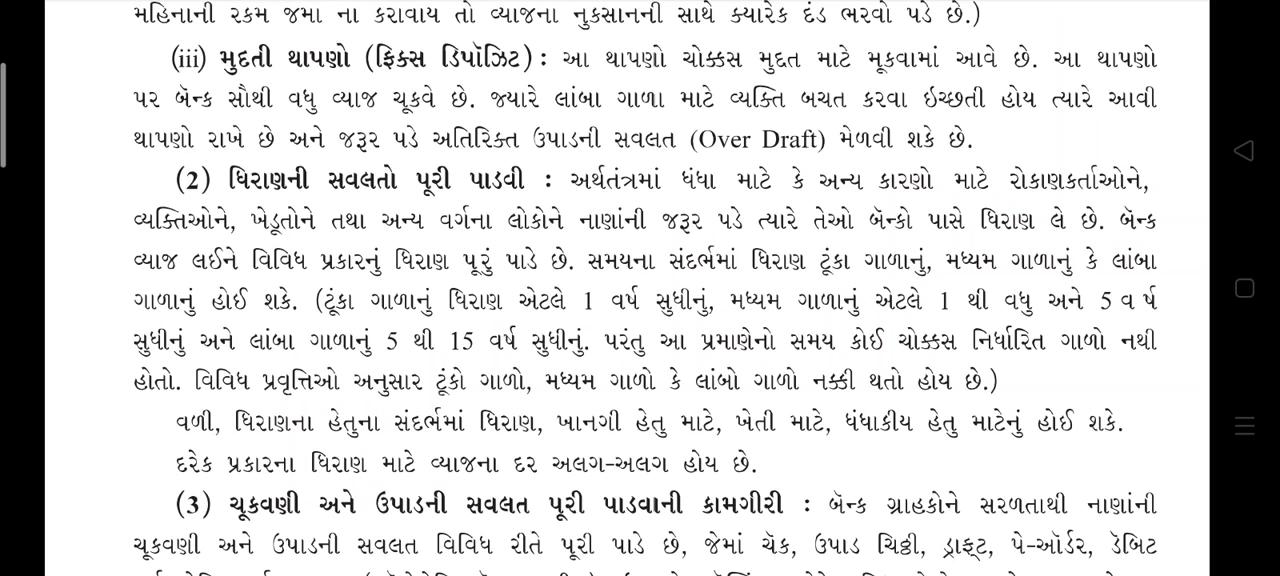 મહિનાની રકમ જમા ના કરાવાય તો વ્યાજના નુકસાનની સાથે ક્યારેક દંડ ભરવો પડે છે.)
(iii) મુદતી થાપણો (ફિક્સ ડિપૉઝિટ) : આ થાપણો ચોક્કસ મુદ્દત માટે મૂકવામાં આવે છે. આ થાપણો
પર બૅન્ક સૌથી વધુ વ્યાજ ચૂકવે છે. જ્યારે લાંબા ગાળા માટે વ્યક્તિ બચત કરવા ઇચ્છતી હોય ત્યારે આવી
થાપણો રાખે છે અને જરૂર પડે અતિરિક્ત ઉપાડની સવલત (Over Draft) મેળવી શકે છે.
(2) ધિરાણની સવલતો પૂરી પાડવી : અર્થતંત્રમાં ધંધા માટે કે અન્ય કારણો માટે રોકાણકર્તાઓને,
વ્યક્તિઓને, ખેડૂતોને તથા અન્ય વર્ગના લોકોને નાણાંની જરૂર પડે ત્યારે તેઓ બૅન્કો પાસે ધિરાણ લે છે. બૅન્ક
વ્યાજ લઈને વિવિધ પ્રકારનું ધિરાણ પૂરું પાડે છે. સમયના સંદર્ભમાં ધિરાણ ટૂંકા ગાળાનું, મધ્યમ ગાળાનું કે લાંબા
ગાળાનું હોઈ શકે. (ટૂંકા ગાળાનું ધિરાણ એટલે 1 વર્ષ સુધીનું, મધ્યમ ગાળાનું એટલે 1 થી વધુ અને 5 વર્ષ
સુધીનું અને લાંબા ગાળાનું 5 થી 15 વર્ષ સુધીનું. પરંતુ આ પ્રમાણેનો સમય કોઈ ચોક્કસ નિર્ધારિત ગાળો નથી
હોતો. વિવિધ પ્રવૃત્તિઓ અનુસાર ટૂંકો ગાળો, મધ્યમ ગાળો કે લાંબો ગાળો નક્કી થતો હોય છે.)
વળી, ધિરાણના હેતુના સંદર્ભમાં ધિરાણ, ખાનગી હેતુ માટે, ખેતી માટે, ધંધાકીય હેતુ માટેનું હોઈ શકે.
દરેક પ્રકારના ધિરાણ માટે વ્યાજના દર અલગ-અલગ હોય છે.
(3) ચૂકવણી અને ઉપાડની સવલત પૂરી પાડવાની કામગીરી : બૅન્ક ગ્રાહકોને સરળતાથી નાણાંની
ચૂકવણી અને ઉપાડની સવલત વિવિધ રીતે પૂરી પાડે છે, જેમાં ચૅક, ઉપાડ ચિઠ્ઠી, ડ્રાફ્ટ, પે-ઑર્ડર, ડૅબિટ